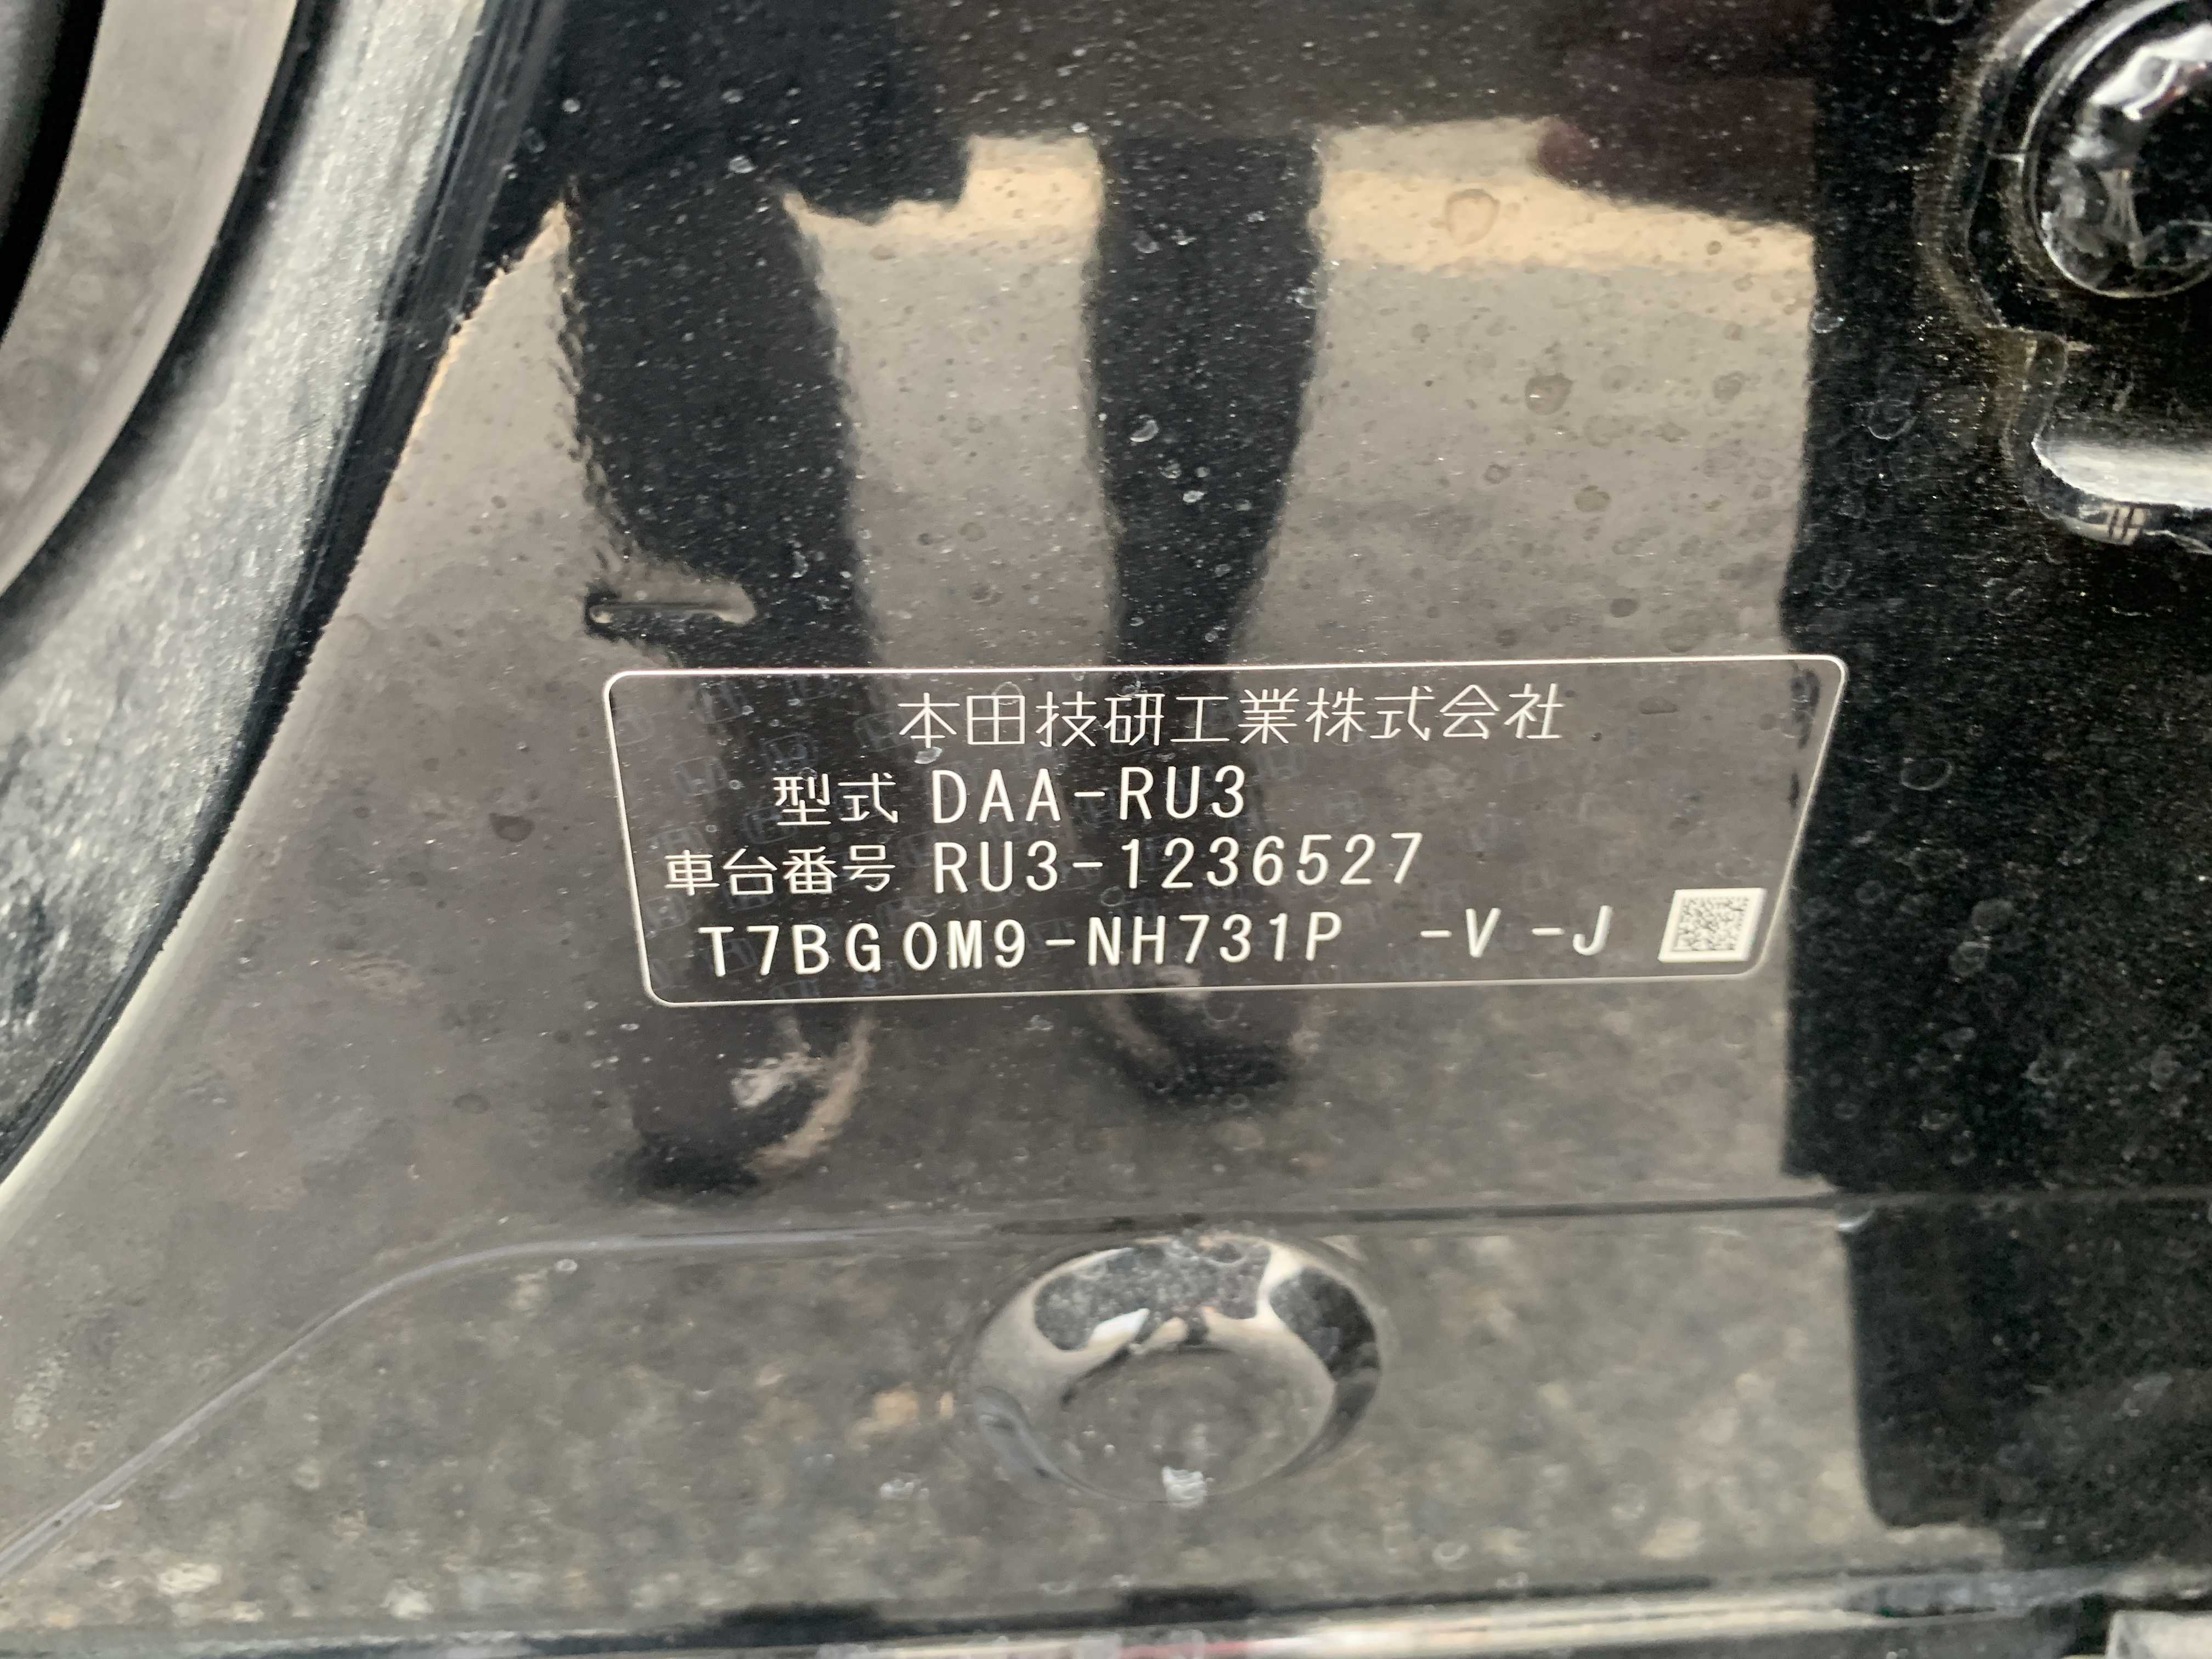 本田技研工業株式会社
型式 DAA-RU3
車台番号 RU3-1236527
T7BG0M9-NH731P -V -J